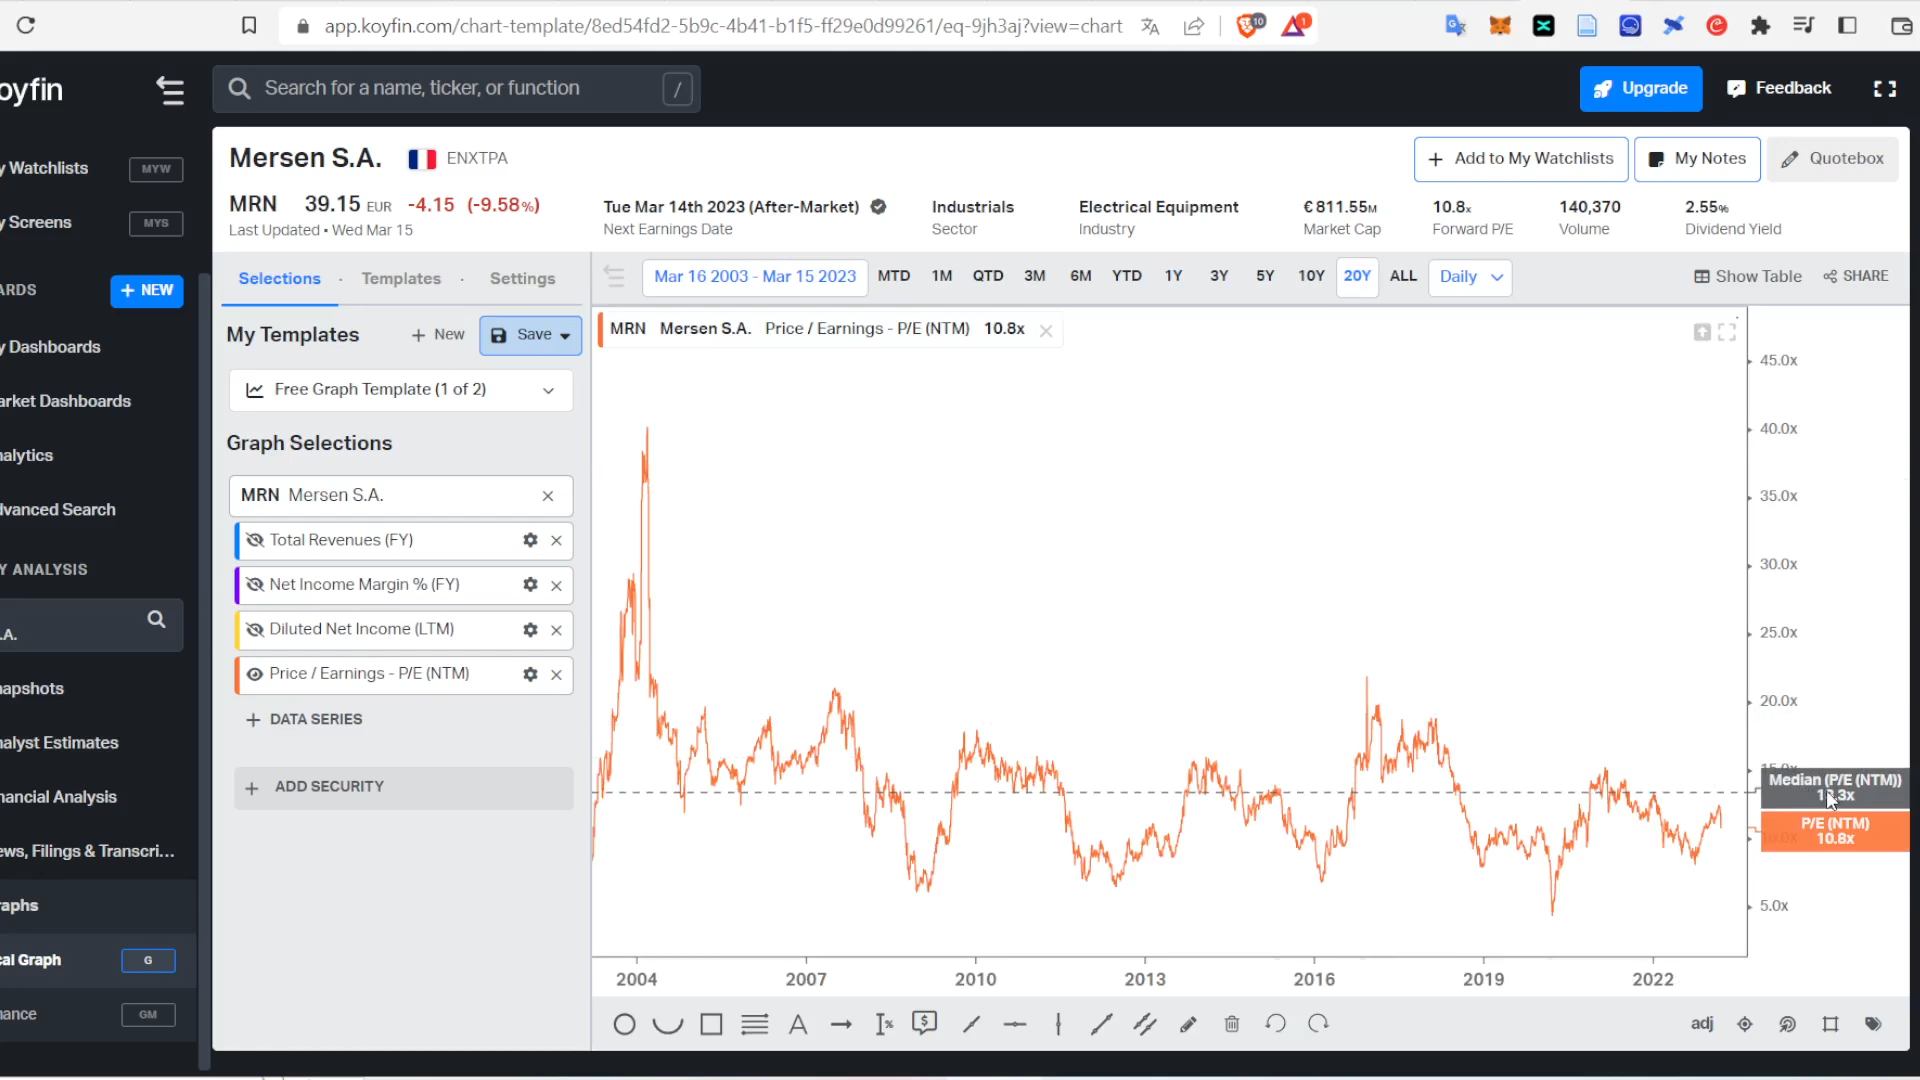 app.koyfin.com/chart-template/8ed54fd2-5b9c-4b41-b1f5-ff29e0d99261/eq-9jh3aj?view=chart
10
1
oyfin
Search for a name, ticker, or function
/
Upgrade
Feedback
y Watchlists
MYW
y Screens
MYS
ARDS
+ NEW
y Dashboards
arket Dashboards
nalytics
dvanced Search
Y ANALYSIS
.A.
napshots
nalyst Estimates
nancial Analysis
ews, Filings & Transcri...
aphs
cal Graph
G
nance
GM
Mersen S.A.
ENXTPA
+ Add to My Watchlists
My Notes
Quotebox
MRN 39.15 EUR -4.15 (-9.58%)
Last Updated • Wed Mar 15
Tue Mar 14th 2023 (After-Market)
Next Earnings Date
Industrials
Sector
Electrical Equipment
Industry
€811.55M
Market Cap
10.8x
Forward P/E
140,370
Volume
2.55%
Dividend Yield
Selections · Templates · Settings
Mar 16 2003 - Mar 15 2023
MTD 1M QTD 3M 6M YTD 1Y 3Y 5Y 10Y 20Y ALL
Daily
Show Table
SHARE
My Templates
+ New
Save
Free Graph Template (1 of 2)
Graph Selections
MRN Mersen S.A.
Total Revenues (FY)
Net Income Margin % (FY)
Diluted Net Income (LTM)
Price / Earnings - P/E (NTM)
+ DATA SERIES
+ ADD SECURITY
MRN Mersen S.A. Price / Earnings - P/E (NTM) 10.8x
45.0x
40.0x
35.0x
30.0x
25.0x
20.0x
Median (P/E (NTM))
P/E (NTM)
10.8x
5.0x
2004 2007 2010 2013 2016 2019 2022
adj